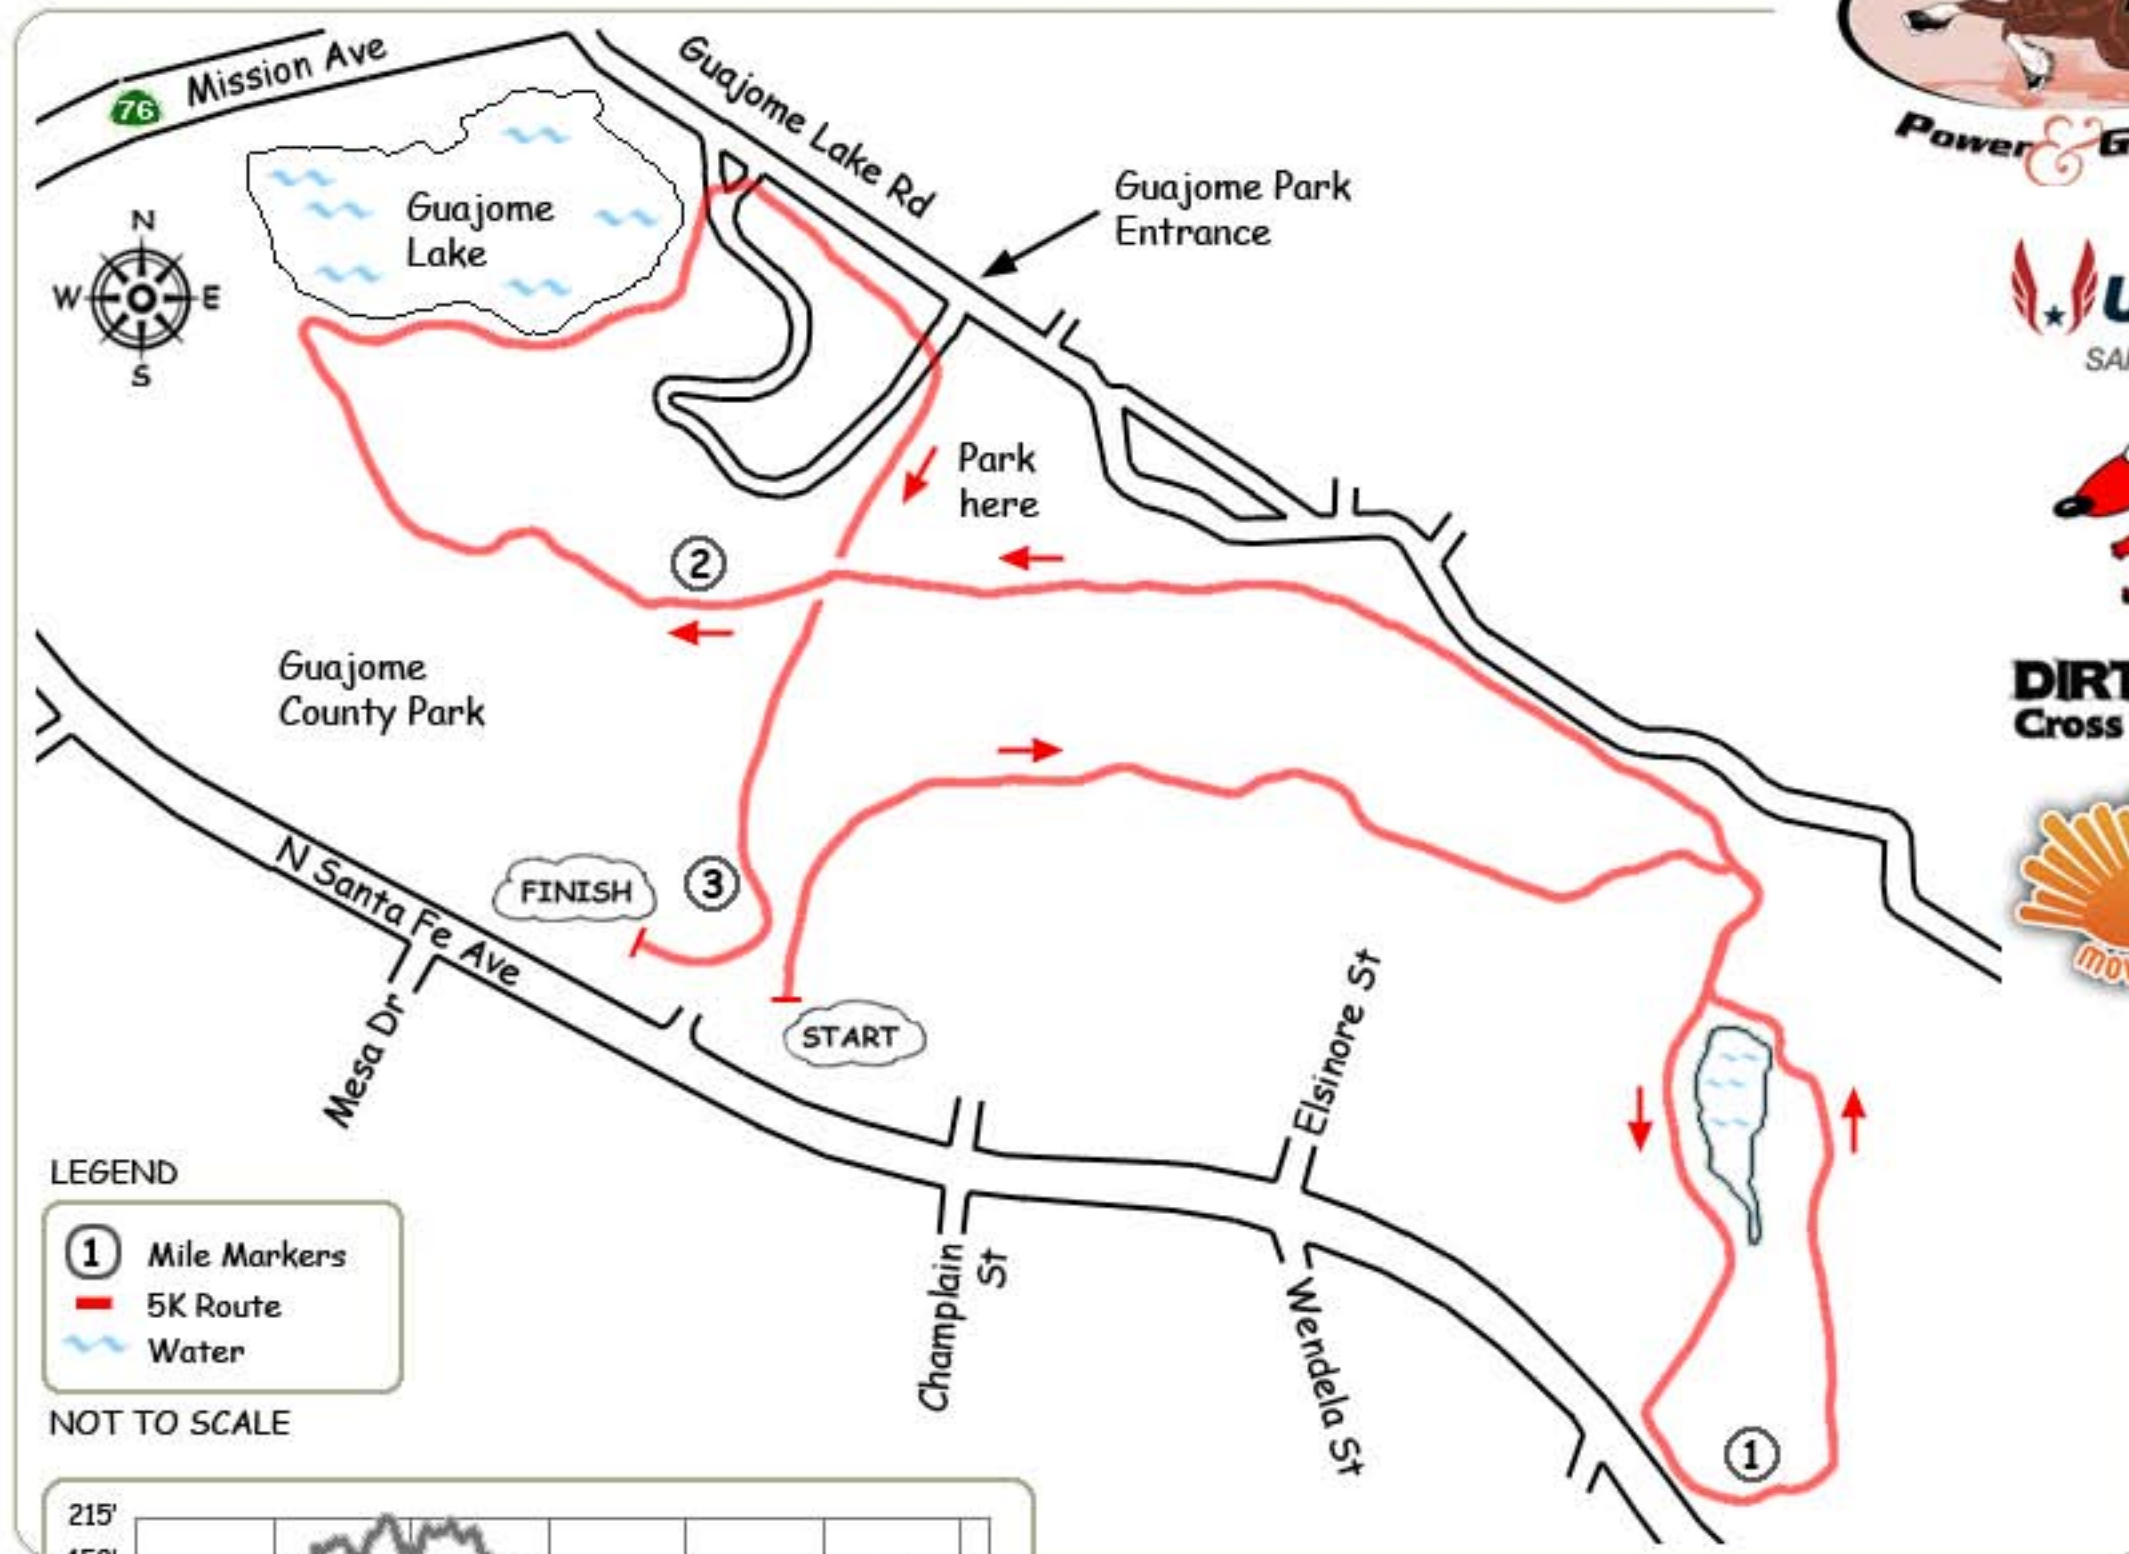 76
Mission Ave
Guajome Lake Rd
Guajome Park
Entrance
Guajome
Lake
N
W
E
S
Park
here
2
Guajome
County Park
3
FINISH
START
N Santa Fe Ave
Mesa Dr
Champlain
St
Elsinore St
Wendela St
1
LEGEND
1 Mile Markers
5K Route
Water
NOT TO SCALE
215'
Power &
DIRT
Cross